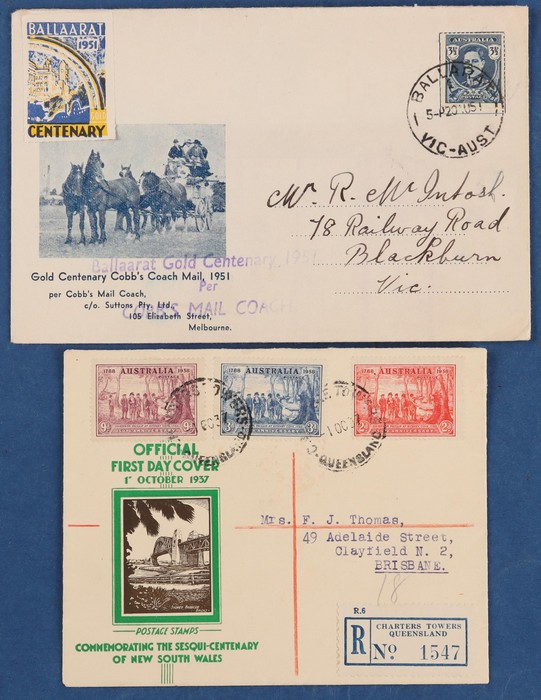 BALLAARAT
1951
CENTENARY
AUSTRALIA
3½ 3½
BALLARAT
VIC-AUST
Mr. R. McIntosh.
78 Railway Road
Blackburn
Vic.
Ballaarat Gold Centenary, 1951
Per
COBB'S MAIL COACH
Gold Centenary Cobb's Coach Mail, 1951
per Cobb's Mail Coach,
c/o. Suttons Pty. Ltd.,
105 Elizabeth Street,
Melbourne.
1788 AUSTRALIA 1938
9D 9D
1788 AUSTRALIA 1938
3D 3D
1788 AUSTRALIA 1938
2D 2D
QUEENSLAND
QUEENSLAND
OFFICIAL
FIRST DAY COVER
1ST OCTOBER 1937
POSTAGE STAMPS
COMMEMORATING THE SESQUI-CENTENARY
OF NEW SOUTH WALES
Mrs. F. J. Thomas,
49 Adelaide Street,
Clayfield N. 2,
BRISBANE.
18
R.6
R
CHARTERS TOWERS
QUEENSLAND
No 1547